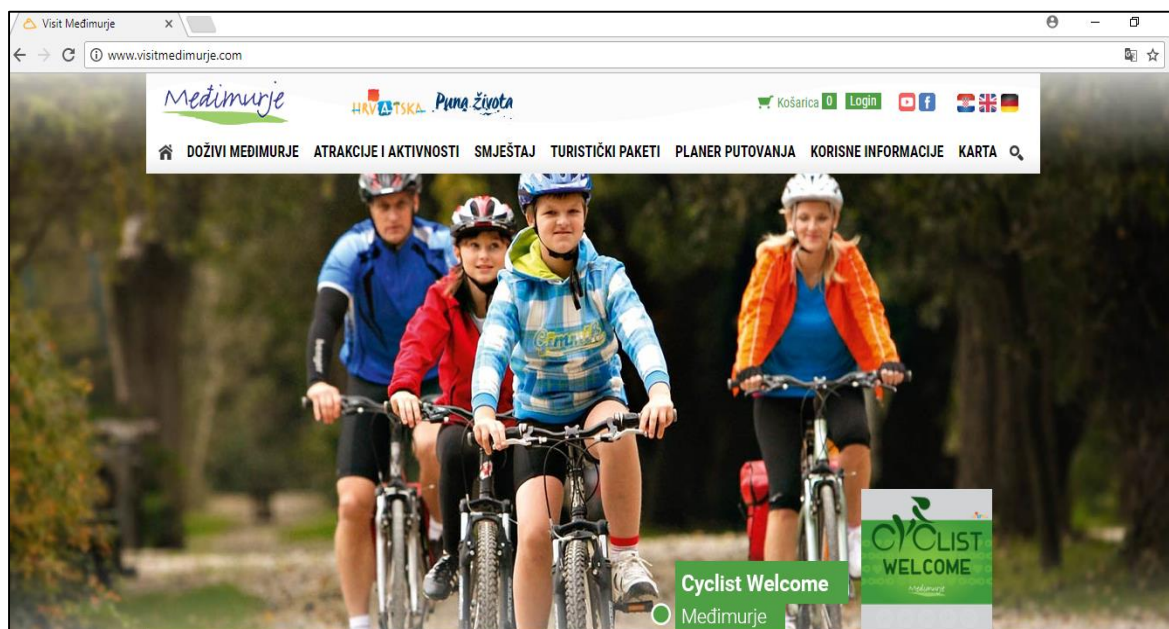 Visit Međimurje
www.visitmedimurje.com
Međimurje HRVATSKA Puna života Košarica 0 Login
DOŽIVI MEĐIMURJE ATRAKCIJE I AKTIVNOSTI SMJEŠTAJ TURISTIČKI PAKETI PLANER PUTOVANJA KORISNE INFORMACIJE KARTA
CYCLIST
WELCOME
Međimurje
Cyclist Welcome
Međimurje